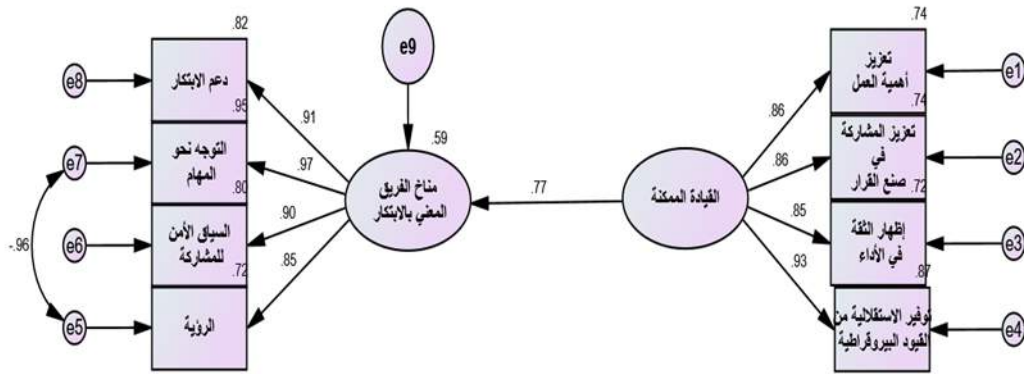 .74
تعزيز
أهمية العمل
e1
.74
تعزيز المشاركة
في
صنع القرار
e2
.72
إظهار الثقة
في الأداء
e3
.87
توفير الاستقلالية من
القيود البيروقراطية
e4
.86
.86
.85
.93
القيادة الممكنة
.77
e9
.59
مناخ الفريق
المعني بالابتكار
.91
.97
.90
.85
.82
دعم الابتكار
e8
.95
التوجه نحو
المهام
e7
.80
السياق الأمن
للمشاركة
e6
.72
الرؤية
e5
-.96